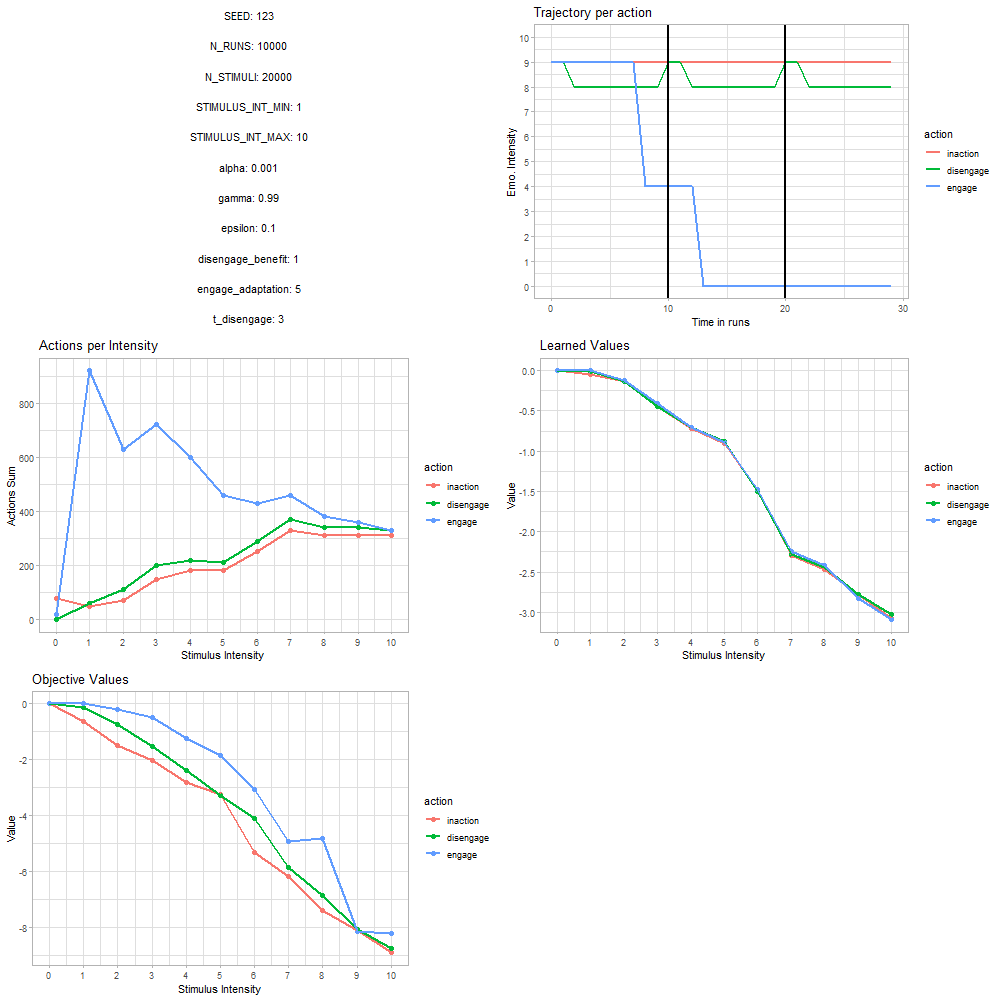 SEED: 123
N_RUNS: 10000
N_STIMULI: 20000
STIMULUS_INT_MIN: 1
STIMULUS_INT_MAX: 10
alpha: 0.001
gamma: 0.99
epsilon: 0.1
disengage_benefit: 1
engage_adaptation: 5
t_disengage: 3
Trajectory per action
10
9
8
7
6
5
4
3
2
1
0
Emo. Intensity
0 10 20 30
Time in runs
action
inaction
disengage
engage
Actions per Intensity
800
600
400
200
0
Actions Sum
0 1 2 3 4 5 6 7 8 9 10
Stimulus Intensity
action
inaction
disengage
engage
Learned Values
0.0
-0.5
-1.0
-1.5
-2.0
-2.5
-3.0
Value
0 1 2 3 4 5 6 7 8 9 10
Stimulus Intensity
action
inaction
disengage
engage
Objective Values
0
-2
-4
-6
-8
Value
0 1 2 3 4 5 6 7 8 9 10
Stimulus Intensity
action
inaction
disengage
engage